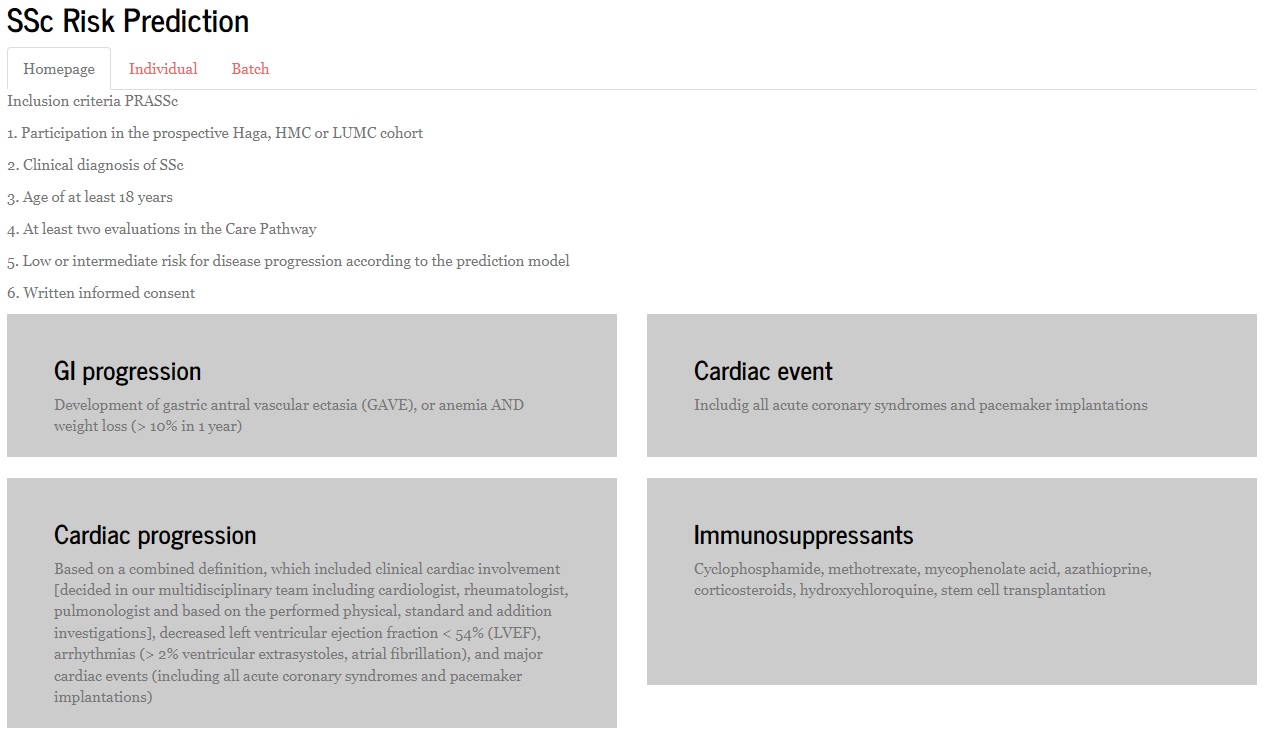 SSc Risk Prediction
Homepage Individual Batch
Inclusion criteria PRASSc
1. Participation in the prospective Haga, HMC or LUMC cohort
2. Clinical diagnosis of SSc
3. Age of at least 18 years
4. At least two evaluations in the Care Pathway
5. Low or intermediate risk for disease progression according to the prediction model
6. Written informed consent
GI progression
Development of gastric antral vascular ectasia (GAVE), or anemia AND
weight loss (> 10% in 1 year)
Cardiac event
Includig all acute coronary syndromes and pacemaker implantations
Cardiac progression
Based on a combined definition, which included clinical cardiac involvement
[decided in our multidisciplinary team including cardiologist, rheumatologist,
pulmonologist and based on the performed physical, standard and addition
investigations], decreased left ventricular ejection fraction < 54% (LVEF),
arrhythmias (> 2% ventricular extrasystoles, atrial fibrillation), and major
cardiac events (including all acute coronary syndromes and pacemaker
implantations)
Immunosuppressants
Cyclophosphamide, methotrexate, mycophenolate acid, azathioprine,
corticosteroids, hydroxychloroquine, stem cell transplantation